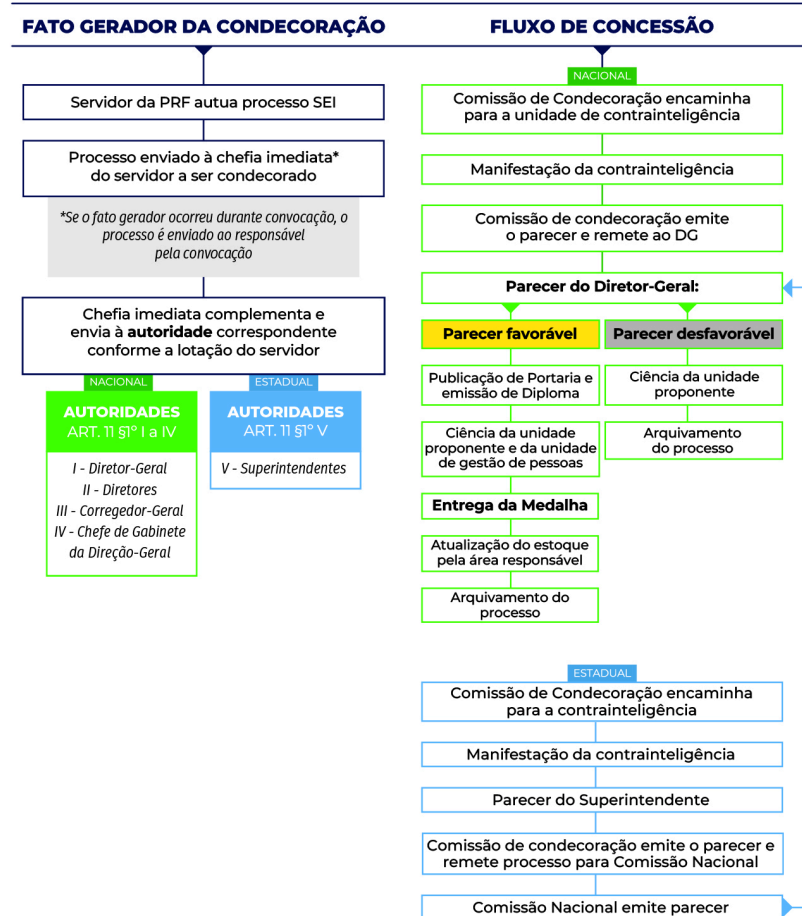 FATO GERADOR DA CONDECORAÇÃO
Servidor da PRF autua processo SEI
Processo enviado à chefia imediata*
do servidor a ser condecorado
*Se o fato gerador ocorreu durante convocação, o
processo é enviado ao responsável
pela convocação
Chefia imediata complementa e
envia à autoridade correspondente
conforme a lotação do servidor
NACIONAL
AUTORIDADES
ART. 11 §1º I a IV
I - Diretor-Geral
II - Diretores
III - Corregedor-Geral
IV - Chefe de Gabinete
da Direção-Geral
ESTADUAL
AUTORIDADES
ART. 11 §1º V
V - Superintendentes
FLUXO DE CONCESSÃO
NACIONAL
Comissão de Condecoração encaminha
para a unidade de contrainteligência
Manifestação da contrainteligência
Comissão de condecoração emite
o parecer e remete ao DG
Parecer do Diretor-Geral:
Parecer favorável
Publicação de Portaria e
emissão de Diploma
Ciência da unidade
proponente e da unidade
de gestão de pessoas
Entrega da Medalha
Atualização do estoque
pela área responsável
Arquivamento do
processo
Parecer desfavorável
Ciência da unidade
proponente
Arquivamento
do processo
ESTADUAL
Comissão de Condecoração encaminha
para a contrainteligência
Manifestação da contrainteligência
Parecer do Superintendente
Comissão de condecoração emite o parecer e
remete processo para Comissão Nacional
Comissão Nacional emite parecer